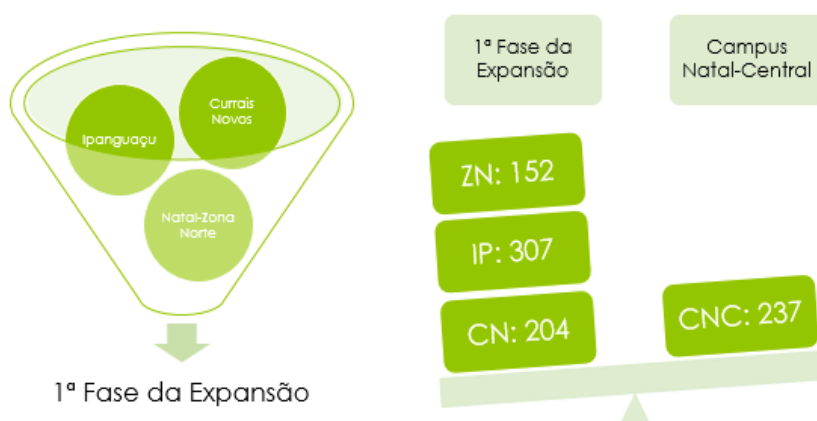 Ipanguaçu
Currais
Novos
Natal-Zona
Norte
1ª Fase da Expansão
1ª Fase da
Expansão
Campus
Natal-Central
ZN: 152
IP: 307
CN: 204
CNC: 237